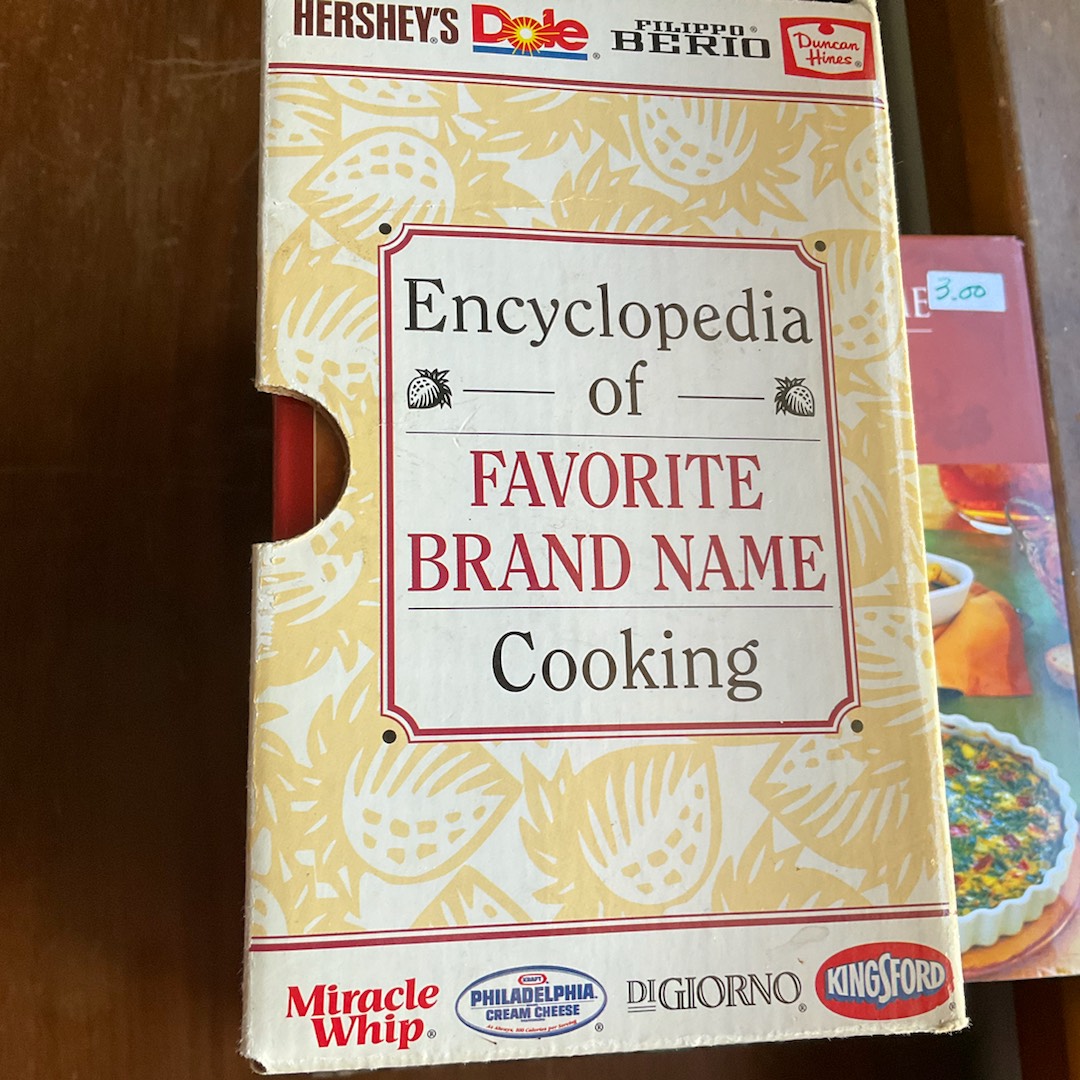 HERSHEY'S® Dole® FILIPPO® BERIO Duncan Hines®
Encyclopedia
of
FAVORITE
BRAND NAME
Cooking
3.00
Miracle Whip® KRAFT PHILADELPHIA. CREAM CHEESE ® DIGIORNO® KINGSFORD®